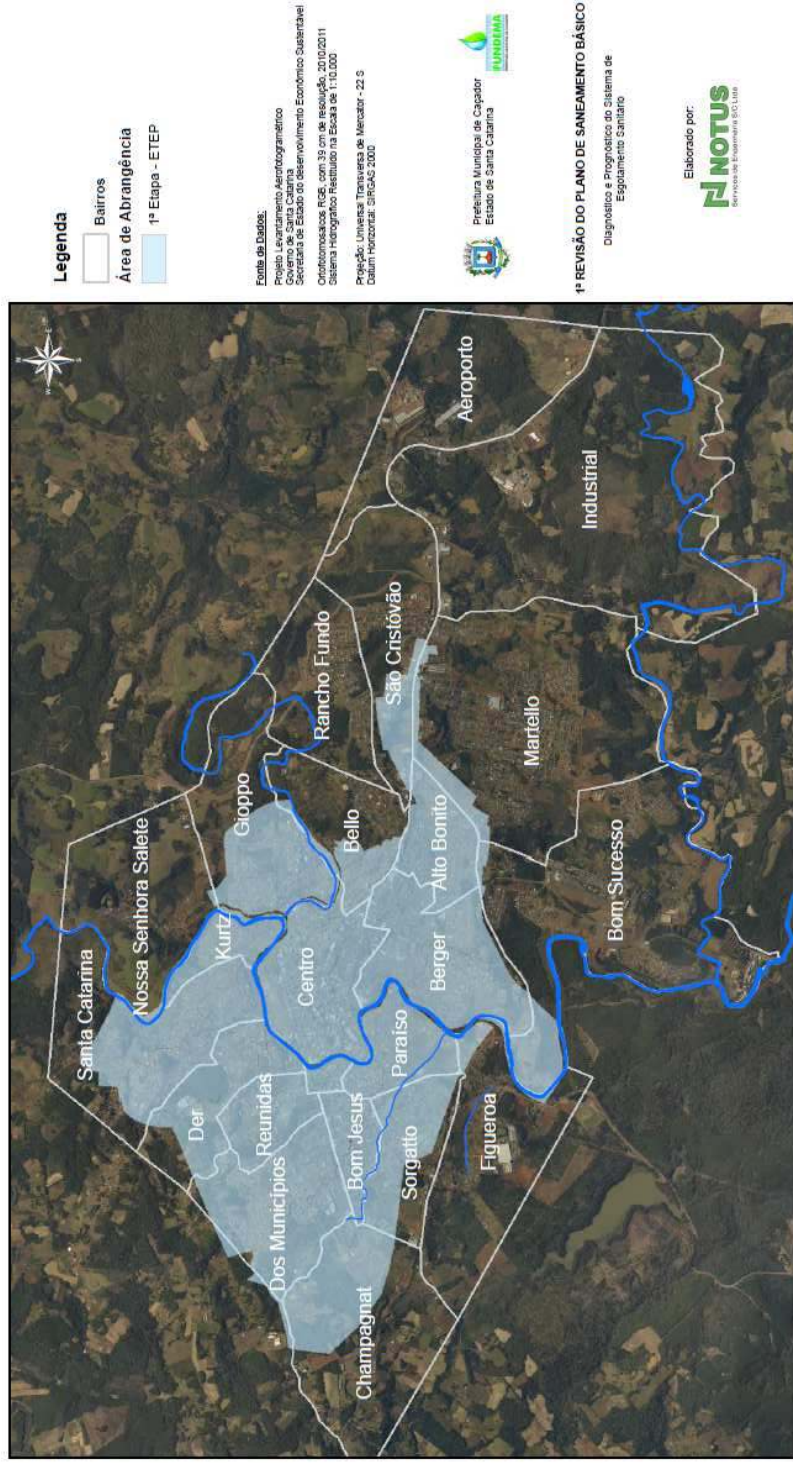 Legenda
Bairros
Área de Abrangência
1ª Etapa - ETEP
Fonte de Dados:
Projeto Levantamento Aerofotogramétrico
Governo de Santa Catarina
Secretaria de Estado do desenvolvimento Econômico Sustentável
Ortofotomosaicos RGB, com 39 cm de resolução, 2010/2011
Sistema Hidrográfico Restituído na Escala de 1:10.000
Projeção: Universal Transversa de Mercator - 22 S
Datum Horizontal: SIRGAS 2000
Prefeitura Municipal de Caçador
Estado de Santa Catarina
FUNDEMA
1ª REVISÃO DO PLANO DE SANEAMENTO BÁSICO
Diagnóstico e Prognóstico do Sistema de
Esgotamento Sanitário
Elaborado por:
NOTUS
Serviços de Engenharia S/C Ltda
N
E
S
W
Santa Catarina
Nossa Senhora Salete
Kurtz
Gioppo
Der
Reunidas
Centro
Bello
Rancho Fundo
São Cristóvão
Aeroporto
Dos Municípios
Bom Jesus
Paraíso
Berger
Alto Bonito
Martello
Industrial
Champagnat
Sorgatto
Figueroa
Bom Sucesso